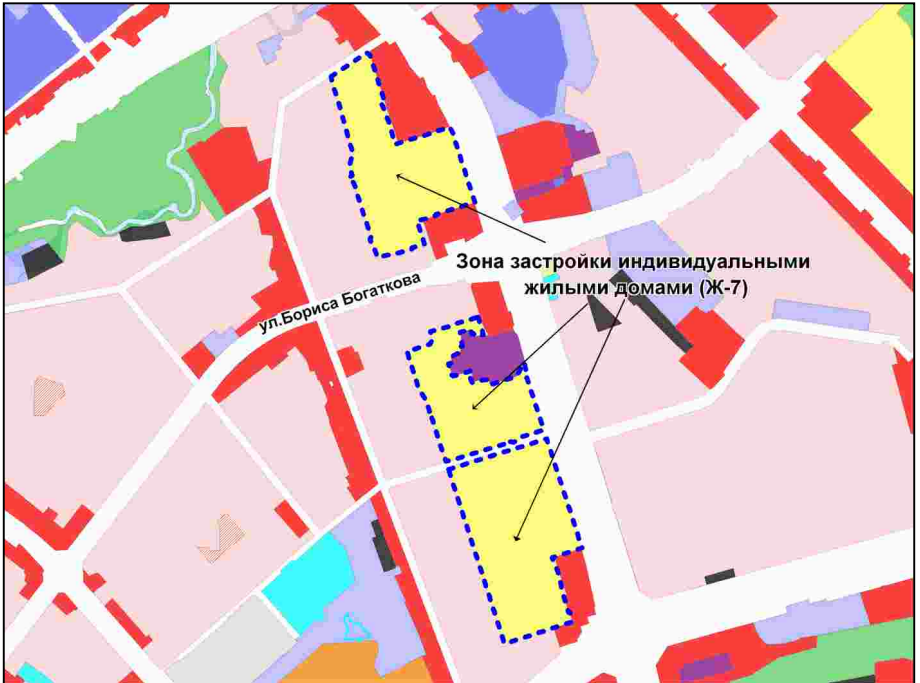 Зона застройки индивидуальными
жилыми домами (Ж-7)
ул.Бориса Богаткова